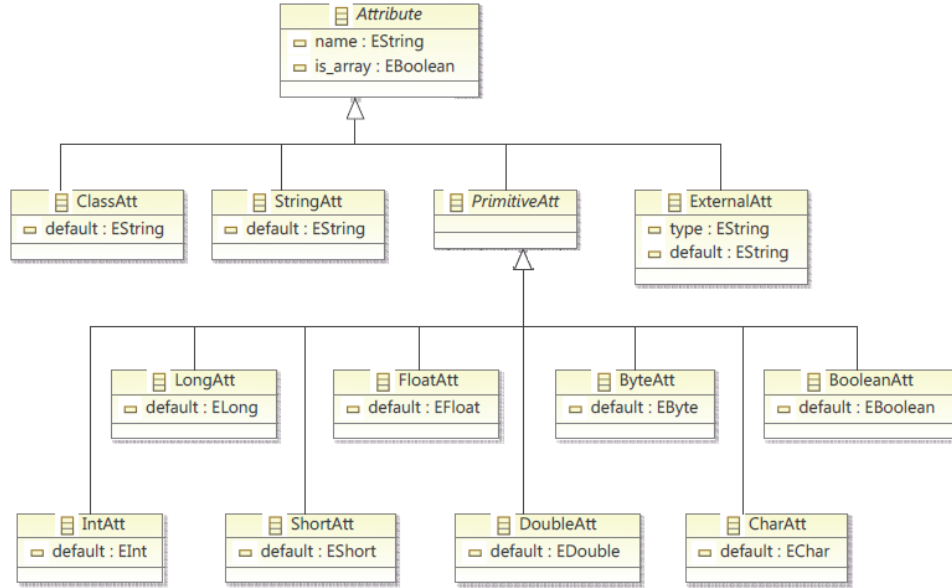 Attribute
name : EString
is_array : EBoolean
ClassAtt
default : EString
StringAtt
default : EString
PrimitiveAtt
ExternalAtt
type : EString
default : EString
LongAtt
default : ELong
FloatAtt
default : EFloat
ByteAtt
default : EByte
BooleanAtt
default : EBoolean
IntAtt
default : EInt
ShortAtt
default : EShort
DoubleAtt
default : EDouble
CharAtt
default : EChar